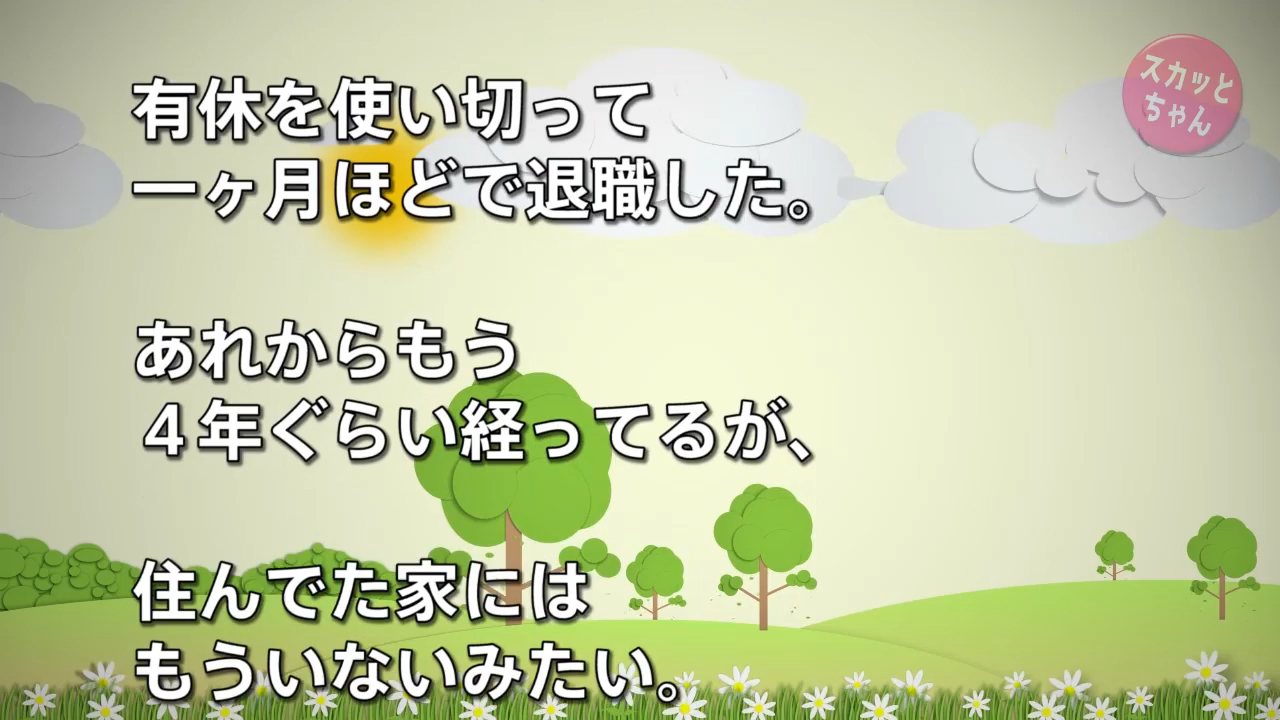 スカッと
ちゃん
有休を使い切って
一ヶ月ほどで退職した。
あれからもう
４年ぐらい経ってるが、
住んでた家には
もういないみたい。